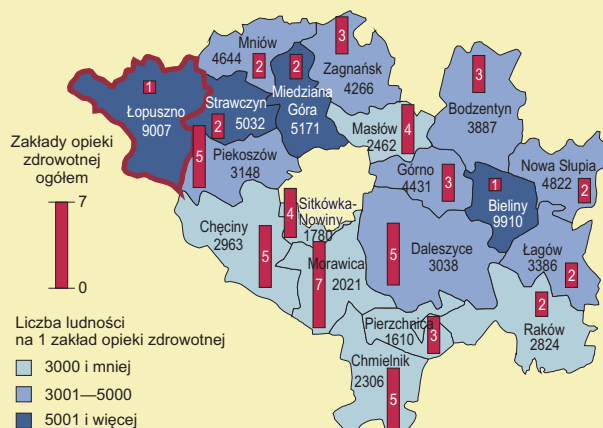 Mniów
4644
2
3
Zagnańsk
4266
1
Łopuszno
9007
Strawczyn
2
5032
2
Miedziana
Góra
5171
3
Bodzentyn
3887
Masłów
2462
4
5
Piekoszów
3148
Górno
4431
3
Nowa Słupia
4822
2
1
Bieliny
9910
4
Sitkówka-
Nowiny
1780
Chęciny
2963
5
5
Daleszyce
3038
Łagów
3386
2
Morawica
2021
7
2
Raków
2824
Pierzchnica
1610
3
Chmielnik
2306
5
Zakłady opieki
zdrowotnej
ogółem
7
0
Liczba ludności
na 1 zakład opieki zdrowotnej
3000 i mniej
3001—5000
5001 i więcej